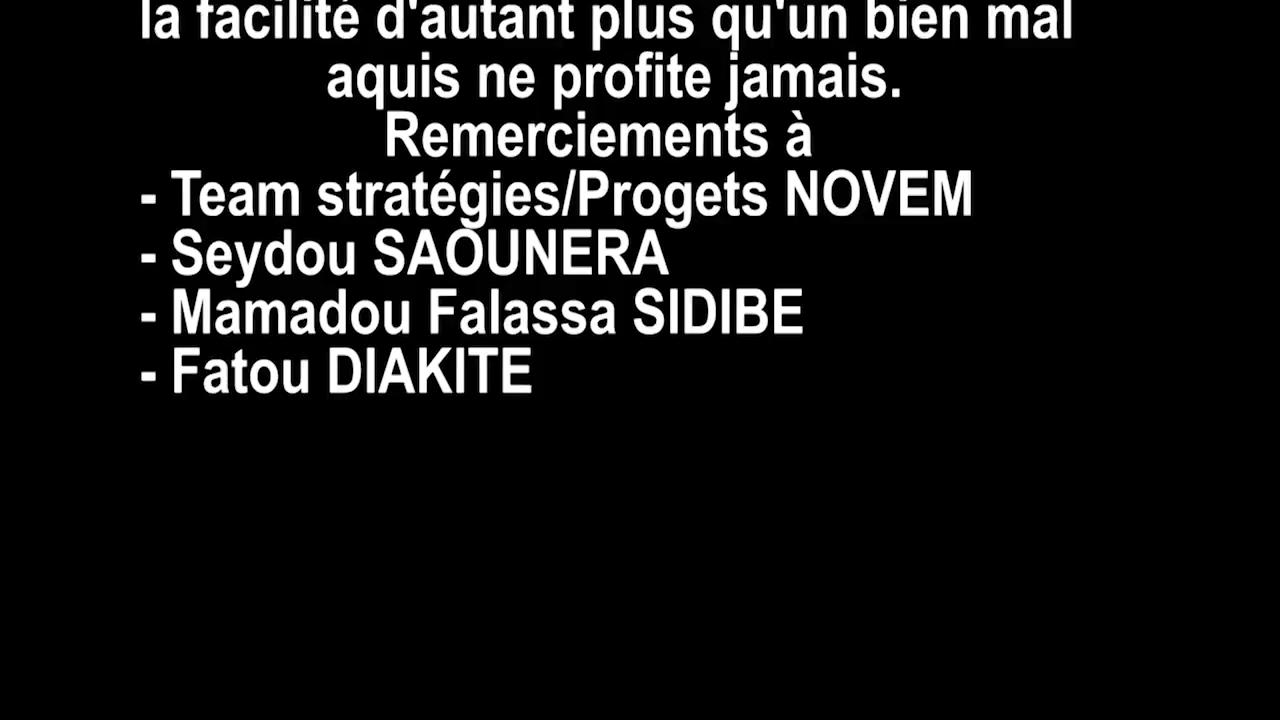 la facilité d'autant plus qu'un bien mal
aquis ne profite jamais.
Remerciements à
- Team stratégies/Progets NOVEM
- Seydou SAOUNERA
- Mamadou Falassa SIDIBE
- Fatou DIAKITE